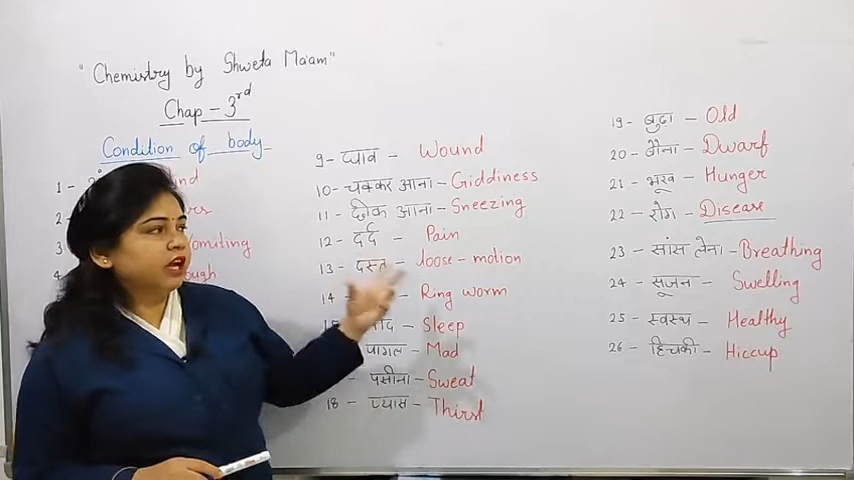 "Chemistry by Shweta Ma'am"
Chap - 3rd
Condition of body
1 -
2
3 Vomiting
4
9 - घाव - Wound
10 - चक्कर आना - Giddiness
11 - छीक आना - Sneezing
12 - दर्द - Pain
13 - दस्त - loose - motion
14 - Ring worm
Sleep
पागल - Mad
पसीना - Sweat
18 - प्यास - Thirst
19 - बुढा - Old
20 - बौना - Dwarf
21 - भूख - Hunger
22 - रोग - Disease
23 - सांस लेना - Breathing
24 - सूजन - Swelling
25 - स्वस्थ - Healthy
26 - हिचकी - Hiccup